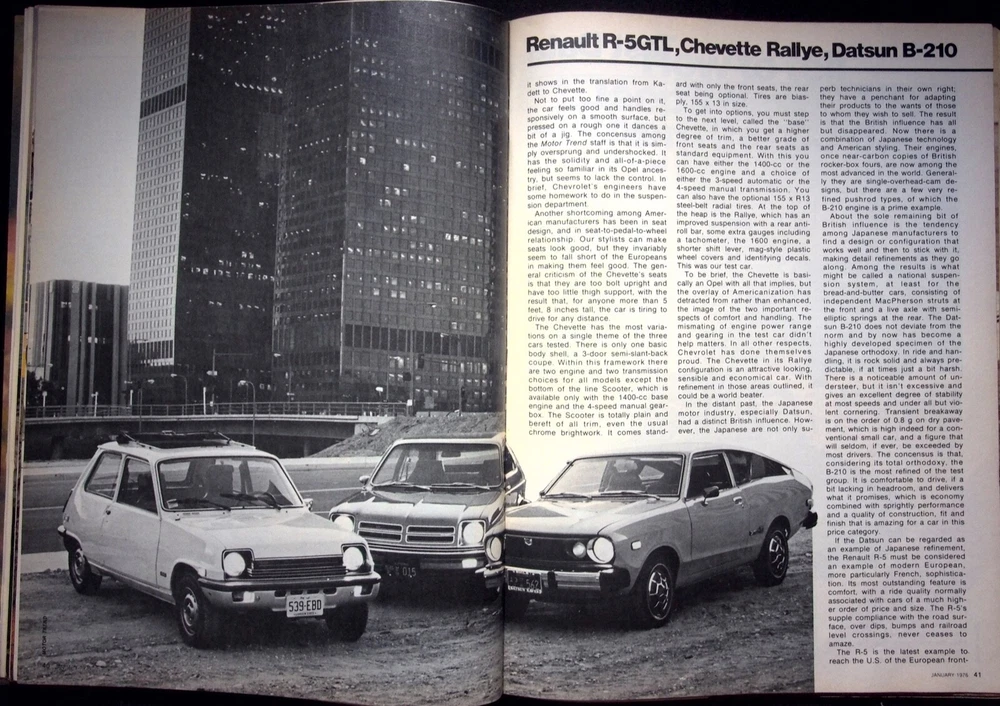 Renault R-5GTL, Chevette Rallye, Datsun B-210
it shows in the translation from Ka-
dett to Chevette.
Not to put too fine a point on it,
the car feels good and handles re-
sponsively on a smooth surface, but
pressed on a rough one it dances a
bit of a jig. The concensus among
the Motor Trend staff is that it is sim-
ply oversprung and undershocked. It
has the solidity and all-of-a-piece
feeling so familiar in its Opel ances-
try, but seems to lack the control. In
brief, Chevrolet's engineers have
some homework to do in the suspen-
sion department.
Another shortcoming among Amer-
ican manufacturers has been in seat
design, and in seat-to-pedal-to-wheel
relationship. Our stylists can make
seats look good, but they invariably
seem to fall short of the Europeans
in making them feel good. The gen-
eral criticism of the Chevette's seats
is that they are too bolt upright and
have too little thigh support, with the
result that, for anyone more than 5
feet, 8 inches tall, the car is tiring to
drive for any distance.
The Chevette has the most varia-
tions on a single theme of the three
cars tested. There is only one basic
body shell, a 3-door semi-slant-back
coupe. Within this framework there
are two engine and two transmission
choices for all models except the
bottom of the line Scooter, which is
available only with the 1400-cc base
engine and the 4-speed manual gear-
box. The Scooter is totally plain and
bereft of all trim, even the usual
chrome brightwork. It comes stand-
ard with only the front seats, the rear
seat being optional. Tires are bias-
ply, 155 x 13 in size.
To get into options, you must step
to the next level, called the "base"
Chevette, in which you get a higher
degree of trim, a better grade of
front seats and the rear seats as
standard equipment. With this you
can have either the 1400-cc or the
1600-cc engine and a choice of
either the 3-speed automatic or the
4-speed manual transmission. You
can also have the optional 155 x R13
steel-belt radial tires. At the top of
the heap is the Rallye, which has an
improved suspension with a rear anti-
roll bar, some extra gauges including
a tachometer, the 1600 engine, a
shorter shift lever, mag-style plastic
wheel covers and identifying decals.
This was our test car.
To be brief, the Chevette is basi-
cally an Opel with all that implies, but
the overlay of Americanization has
detracted from rather than enhanced,
the image of the two important re-
spects of comfort and handling. The
mismating of engine power range
and gearing in the test car didn't
help matters. In all other respects,
Chevrolet has done themselves
proud. The Chevette in its Rallye
configuration is an attractive looking,
sensible and economical car. With
refinement in those areas outlined, it
could be a world beater.
In the distant past, the Japanese
motor industry, especially Datsun,
had a distinct British influence. How-
ever, the Japanese are not only su-
perb technicians in their own right;
they have a penchant for adapting
their products to the wants of those
to whom they wish to sell. The result
is that the British influence has all
but disappeared. Now there is a
combination of Japanese technology
and American styling. Their engines,
once near-carbon copies of British
rocker-box fours, are now among the
most advanced in the world. General-
ly they are single-overhead-cam de-
signs, but there are a few very re-
fined pushrod types, of which the
B-210 engine is a prime example.
About the sole remaining bit of
British influence is the tendency
among Japanese manufacturers to
find a design or configuration that
works well and then to stick with it,
making detail refinements as they go
along. Among the results is what
might be called a national suspen-
sion system, at least for the
bread-and-butter cars, consisting of
independent MacPherson struts at
the front and a live axle with semi-
elliptic springs at the rear. The Dat-
sun B-210 does not deviate from the
norm and by now has become a
highly developed specimen of the
Japanese orthodoxy. In ride and han-
dling, it is rock solid and always pre-
dictable, if at times just a bit harsh.
There is a noticeable amount of un-
dersteer, but it isn't excessive and
gives an excellent degree of stability
at most speeds and under all but vio-
lent cornering. Transient breakaway
is on the order of 0.8 g on dry pave-
ment, which is high indeed for a con-
ventional small car, and a figure that
will seldom, if ever, be exceeded by
most drivers. The concensus is that,
considering its total orthodoxy, the
B-210 is the most refined of the test
group. It is comfortable to drive, if a
bit lacking in headroom, and delivers
what it promises, which is economy
combined with sprightly performance
and a quality of construction, fit and
finish that is amazing for a car in this
price category.
If the Datsun can be regarded as
an example of Japanese refinement,
the Renault R-5 must be considered
an example of modern European,
more particularly French, sophistica-
tion. Its most outstanding feature is
comfort, with a ride quality normally
associated with cars of a much high-
er order of price and size. The R-5's
supple compliance with the road sur-
face, over dips, bumps and railroad
level crossings, never ceases to
amaze.
The R-5 is the latest example to
reach the U.S. of the European front-
539·EBD
015
JANUARY 1976 41